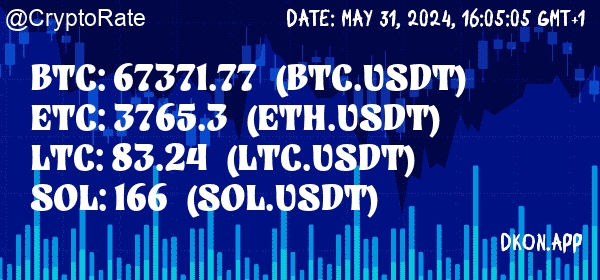 @CryptoRate
DATE: MAY 31, 2024, 16:05:05 GMT+1
BTC: 67371.77 (BTC.USDT)
ETC: 3765.3 (ETH.USDT)
LTC: 83.24 (LTC.USDT)
SOL: 166 (SOL.USDT)
DKON.APP